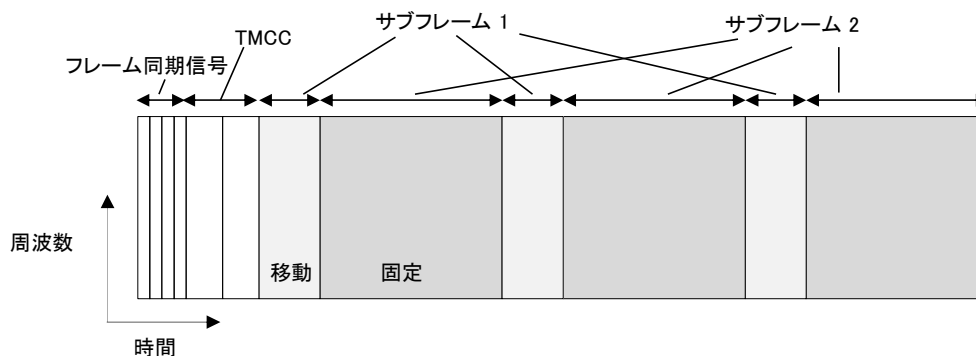 サブフレーム 1
サブフレーム 2
TMCC
フレーム同期信号
周波数
移動
固定
時間